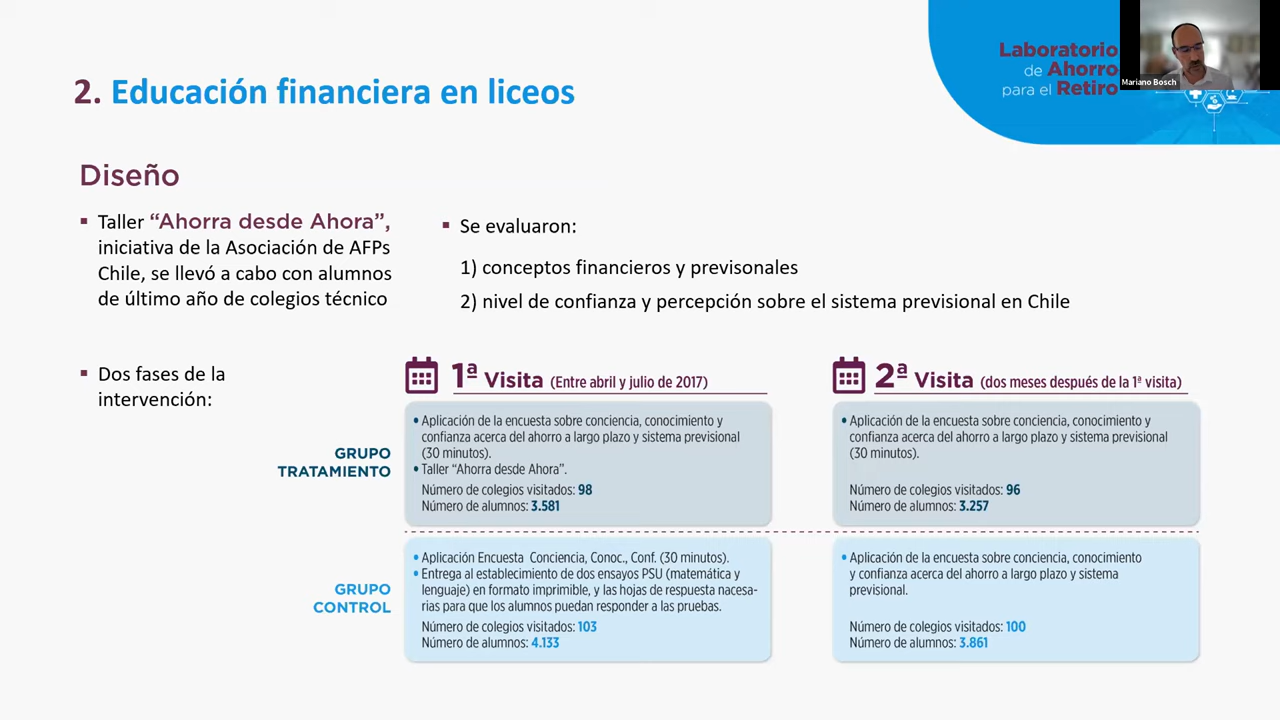 Laboratorio
de Ahorro
para el Retiro
Mariano Bosch
2. Educación financiera en liceos
Diseño
▪ Taller “Ahorra desde Ahora”,
iniciativa de la Asociación de AFPs
Chile, se llevó a cabo con alumnos
de último año de colegios técnico
▪ Se evaluaron:
1) conceptos financieros y previsonales
2) nivel de confianza y percepción sobre el sistema previsional en Chile
▪ Dos fases de la
intervención:
1ª Visita (Entre abril y julio de 2017)
2ª Visita (dos meses después de la 1ª visita)
GRUPO
TRATAMIENTO
• Aplicación de la encuesta sobre conciencia, conocimiento y
confianza acerca del ahorro a largo plazo y sistema previsional
(30 minutos).
• Taller “Ahorra desde Ahora”.
Número de colegios visitados: 98
Número de alumnos: 3.581
• Aplicación de la encuesta sobre conciencia, conocimiento y
confianza acerca del ahorro a largo plazo y sistema previsional
(30 minutos).
Número de colegios visitados: 96
Número de alumnos: 3.257
GRUPO
CONTROL
• Aplicación Encuesta Conciencia, Conoc., Conf. (30 minutos).
• Entrega al establecimiento de dos ensayos PSU (matemática y
lenguaje) en formato imprimible, y las hojas de respuesta nacesa-
rias para que los alumnos puedan responder a las pruebas.
Número de colegios visitados: 103
Número de alumnos: 4.133
• Aplicación de la encuesta sobre conciencia, conocimiento
y confianza acerca del ahorro a largo plazo y sistema
previsional.
Número de colegios visitados: 100
Número de alumnos: 3.861